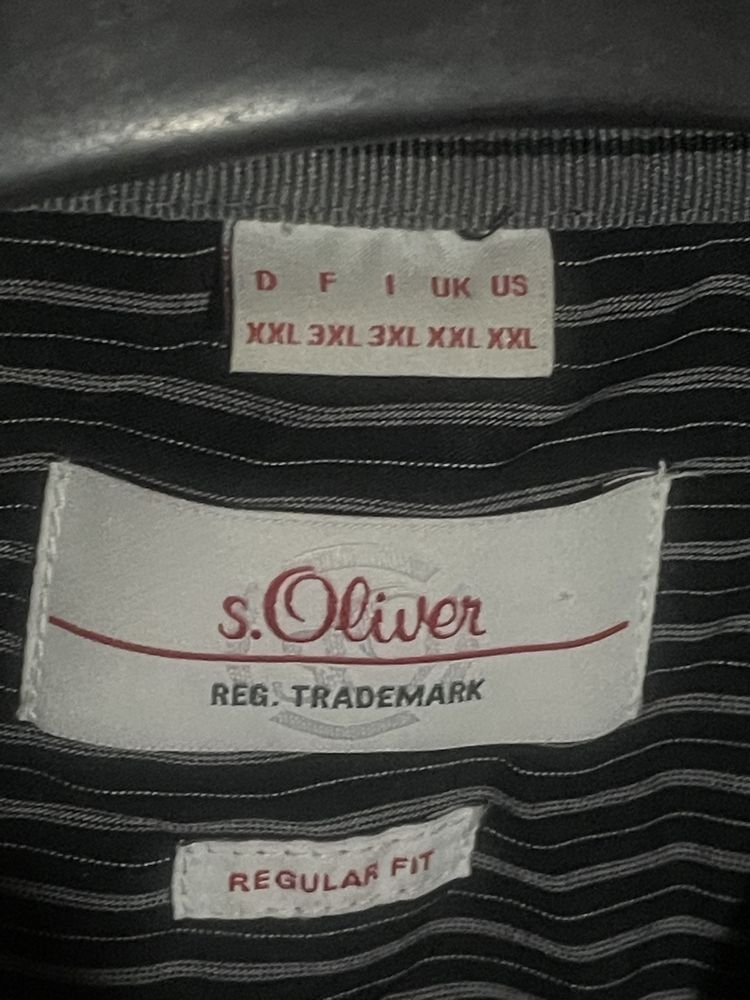 D F I UK US
XXL 3XL 3XL XXL XXL
s.Oliver
REG. TRADEMARK
REGULAR FIT